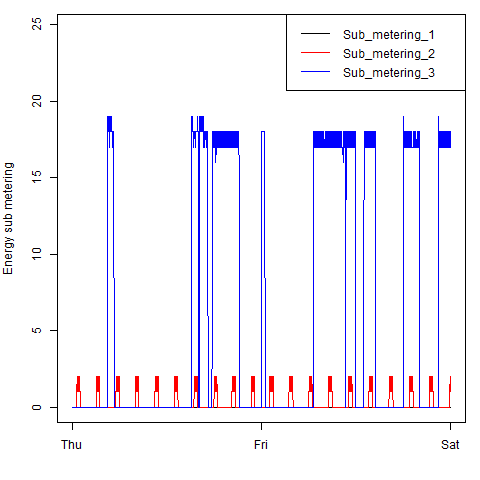 Sub_metering_1
Sub_metering_2
Sub_metering_3
Energy sub metering
25
20
15
10
5
0
Thu Fri Sat